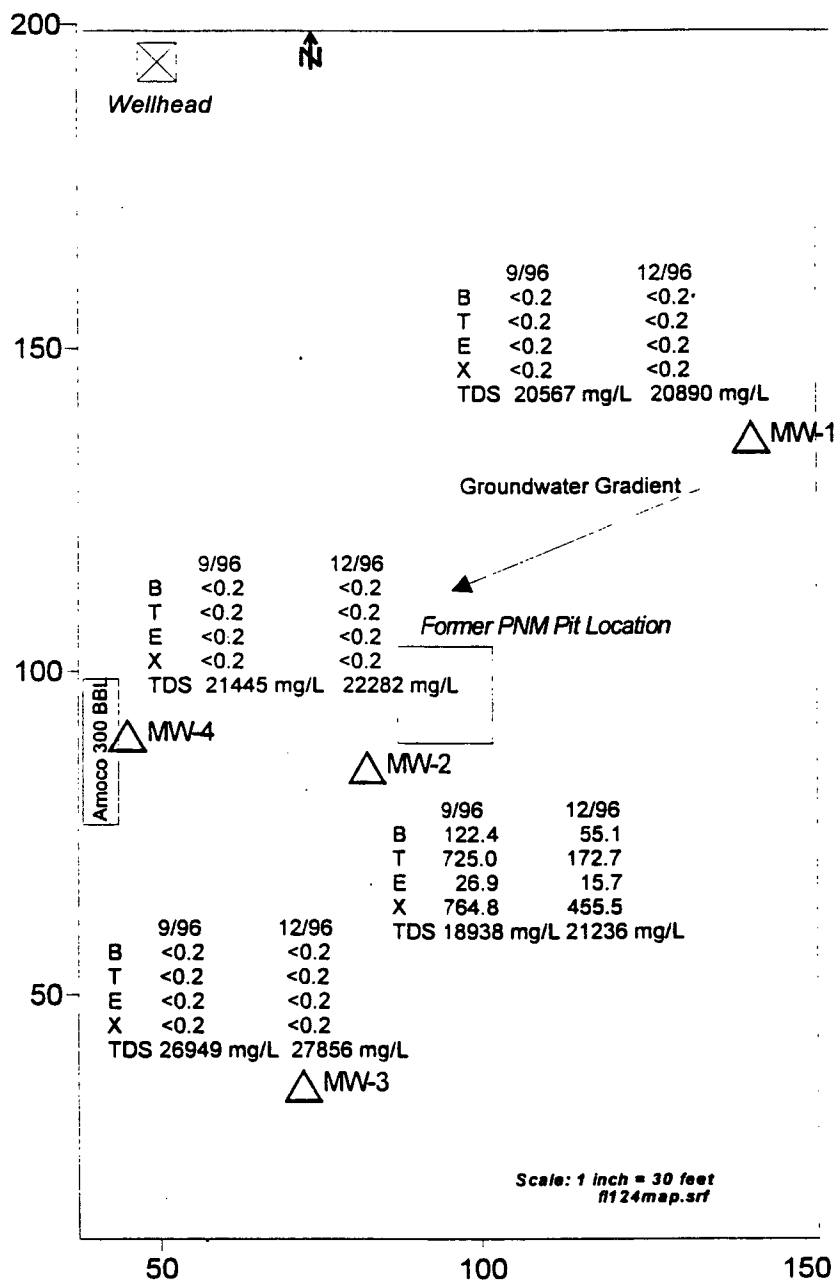 200
N
Wellhead
9/96 12/96
B <0.2 <0.2
T <0.2 <0.2
E <0.2 <0.2
X <0.2 <0.2
TDS 20567 mg/L 20890 mg/L
150
MW-1
Groundwater Gradient
9/96 12/96
B <0.2 <0.2
T <0.2 <0.2
E <0.2 <0.2
X <0.2 <0.2
TDS 21445 mg/L 22282 mg/L
Former PNM Pit Location
100
Amoco 300 BBL
MW-4
MW-2
9/96 12/96
B 122.4 55.1
T 725.0 172.7
E 26.9 15.7
X 764.8 455.5
TDS 18938 mg/L 21236 mg/L
9/96 12/96
B <0.2 <0.2
T <0.2 <0.2
E <0.2 <0.2
X <0.2 <0.2
TDS 26949 mg/L 27856 mg/L
50
MW-3
Scale: 1 inch = 30 feet
fl124map.srf
50 100 150